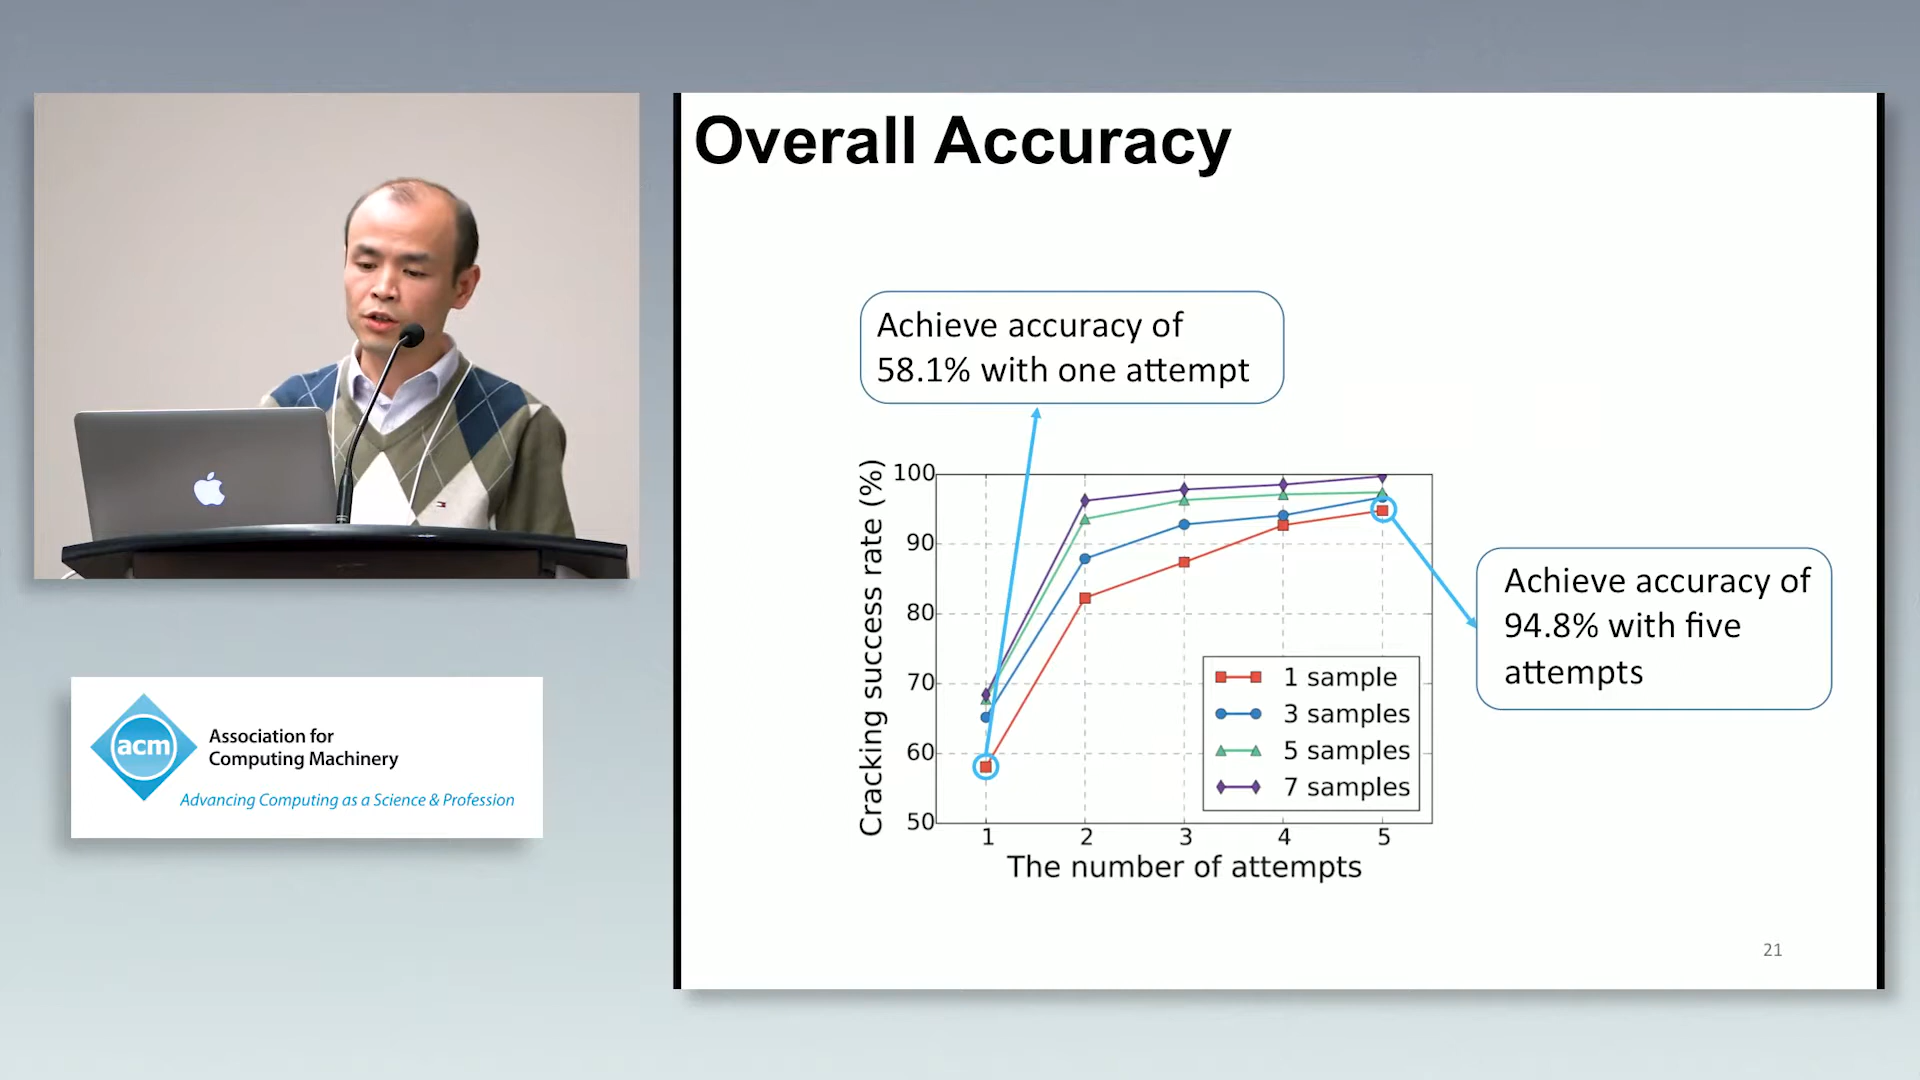 Overall Accuracy
Achieve accuracy of
58.1% with one attempt
Cracking success rate (%)
100
90
80
70
60
50
1 2 3 4 5
The number of attempts
1 sample
3 samples
5 samples
7 samples
Achieve accuracy of
94.8% with five
attempts
21
acm
Association for
Computing Machinery
Advancing Computing as a Science & Profession